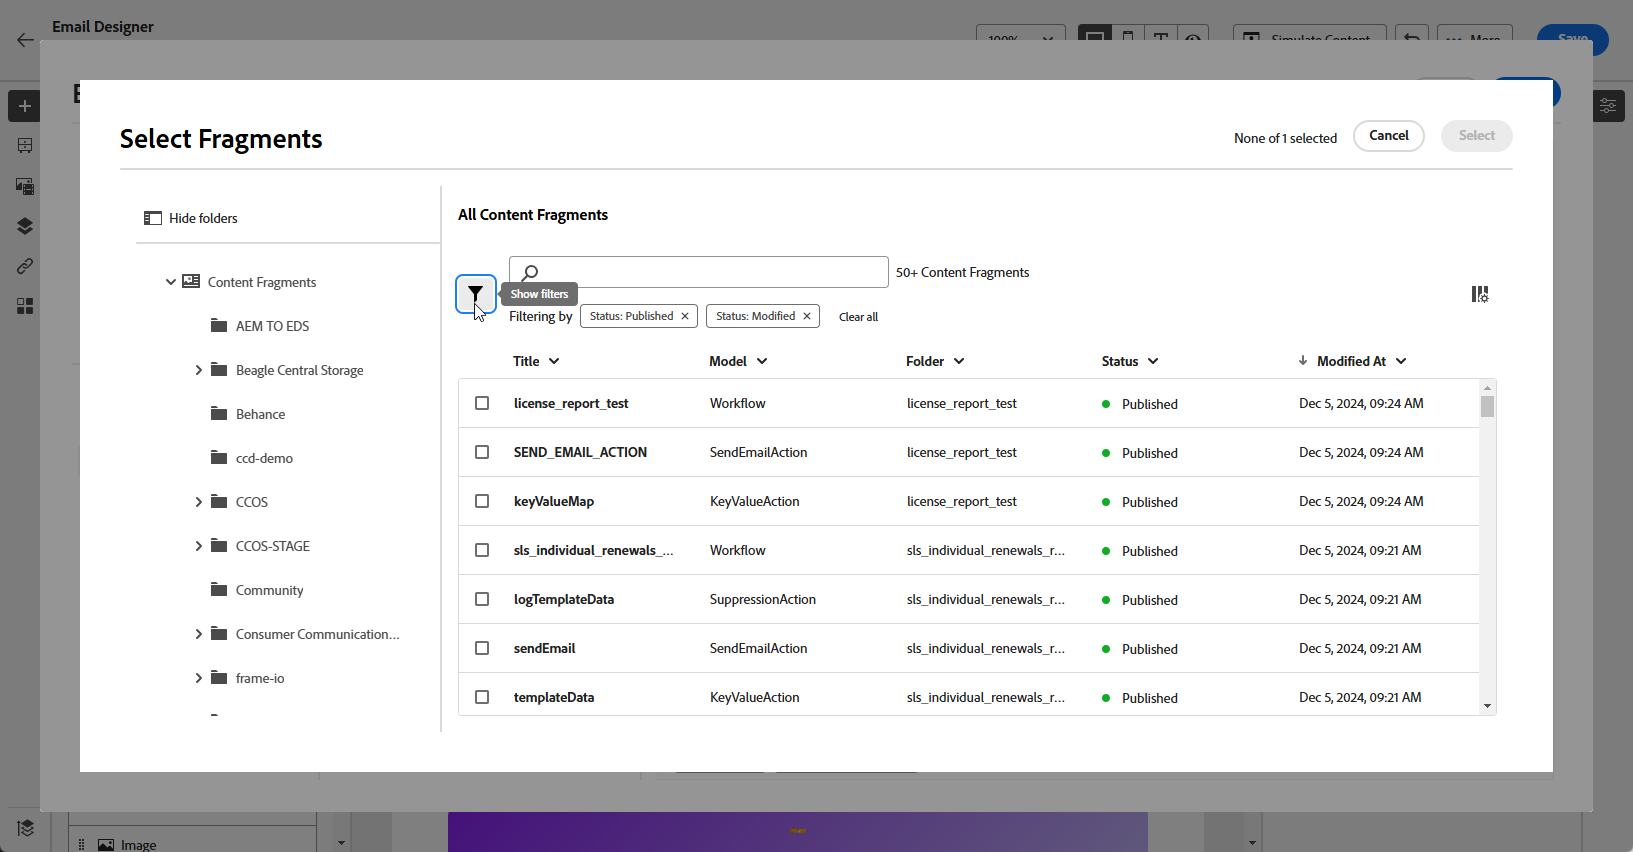 Email Designer
100%
Simulate Content
More
Save
Select Fragments
None of 1 selected
Cancel
Select
Hide folders
All Content Fragments
50+ Content Fragments
Show filters
Filtering by
Status: Published
Status: Modified
Clear all
Content Fragments
AEM TO EDS
Beagle Central Storage
Behance
ccd-demo
CCOS
CCOS-STAGE
Community
Consumer Communication...
frame-io
Title Model Folder Status Modified At
license_report_test Workflow license_report_test Published Dec 5, 2024, 09:24 AM
SEND_EMAIL_ACTION SendEmailAction license_report_test Published Dec 5, 2024, 09:24 AM
keyValueMap KeyValueAction license_report_test Published Dec 5, 2024, 09:24 AM
sls_individual_renewals_... Workflow sls_individual_renewals_r... Published Dec 5, 2024, 09:21 AM
logTemplateData SuppressionAction sls_individual_renewals_r... Published Dec 5, 2024, 09:21 AM
sendEmail SendEmailAction sls_individual_renewals_r... Published Dec 5, 2024, 09:21 AM
templateData KeyValueAction sls_individual_renewals_r... Published Dec 5, 2024, 09:21 AM
Image